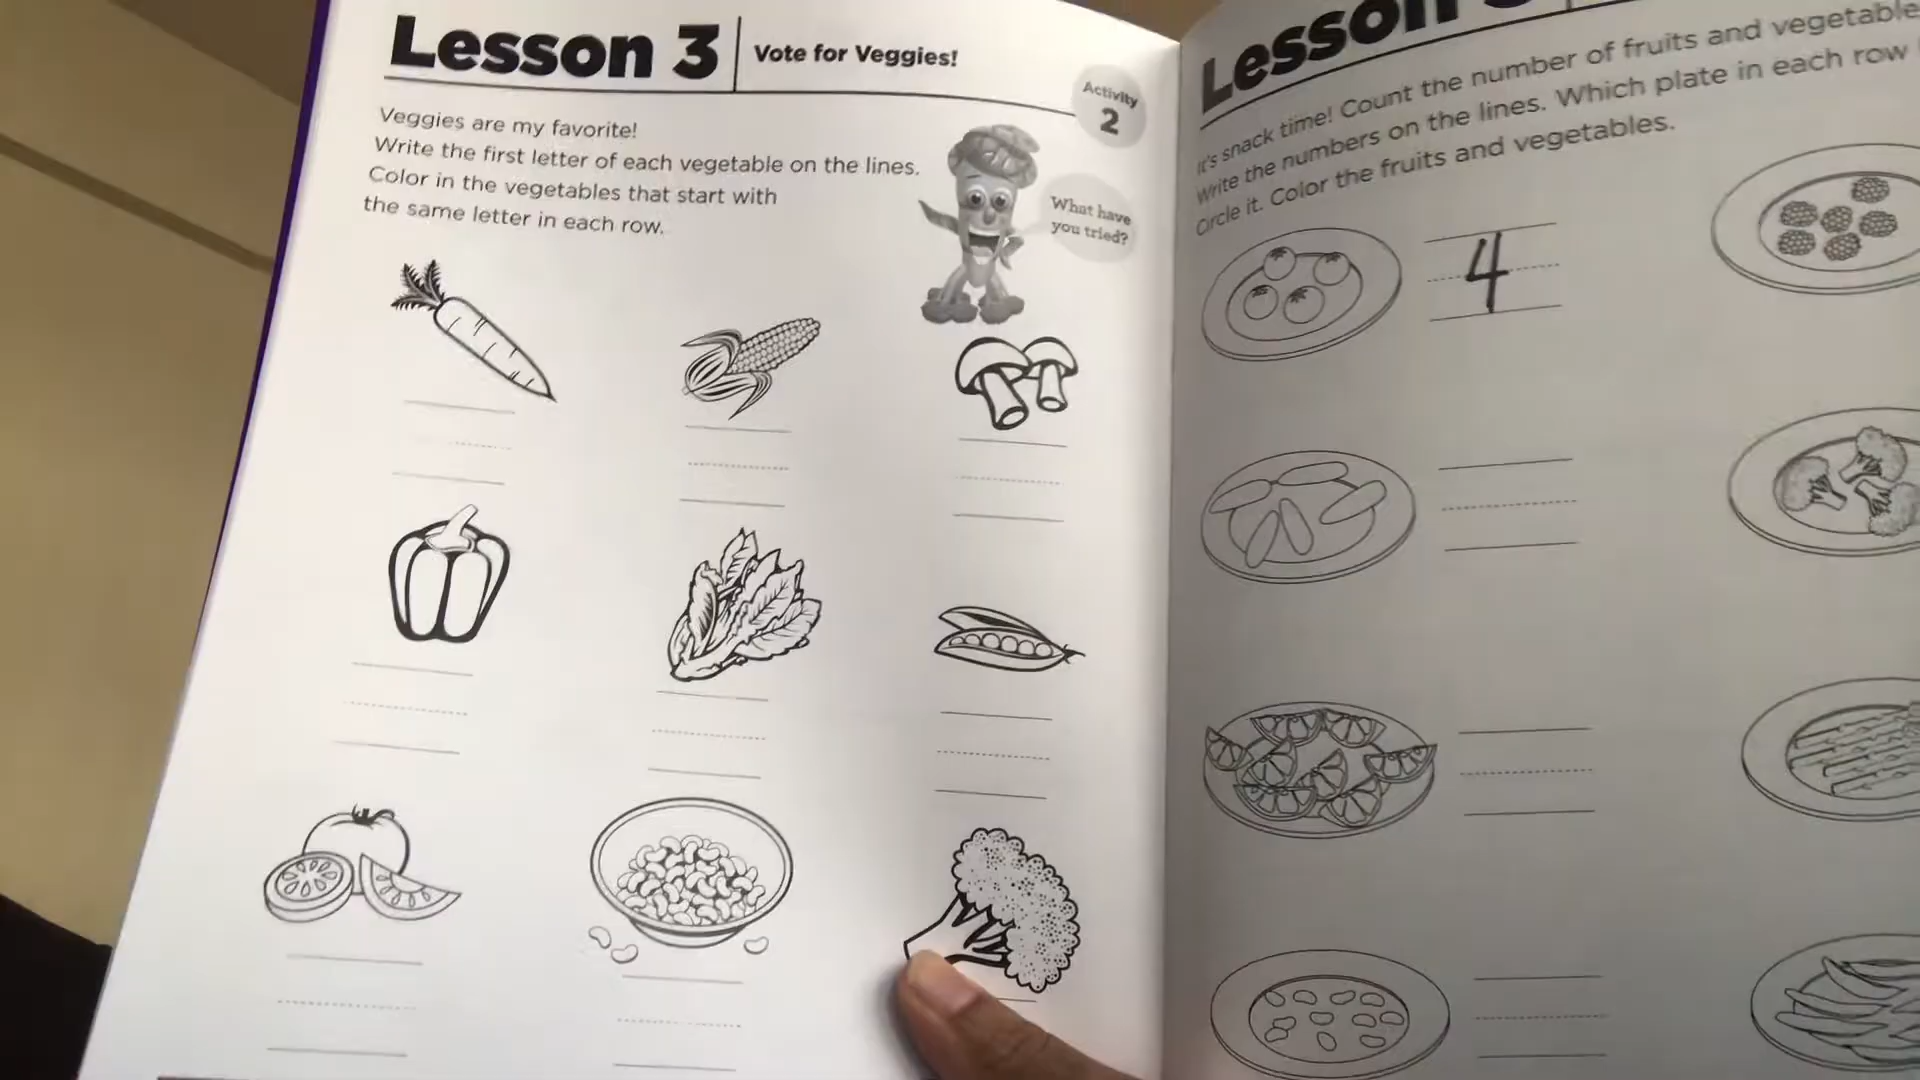 Lesson 3
Vote for Veggies!
Activity
2
Veggies are my favorite!
Write the first letter of each vegetable on the lines.
Color in the vegetables that start with
the same letter in each row.
What have
you tried?
Lesson
It's snack time! Count the number of fruits and vegetable
Write the numbers on the lines. Which plate in each row
Circle it. Color the fruits and vegetables.
4